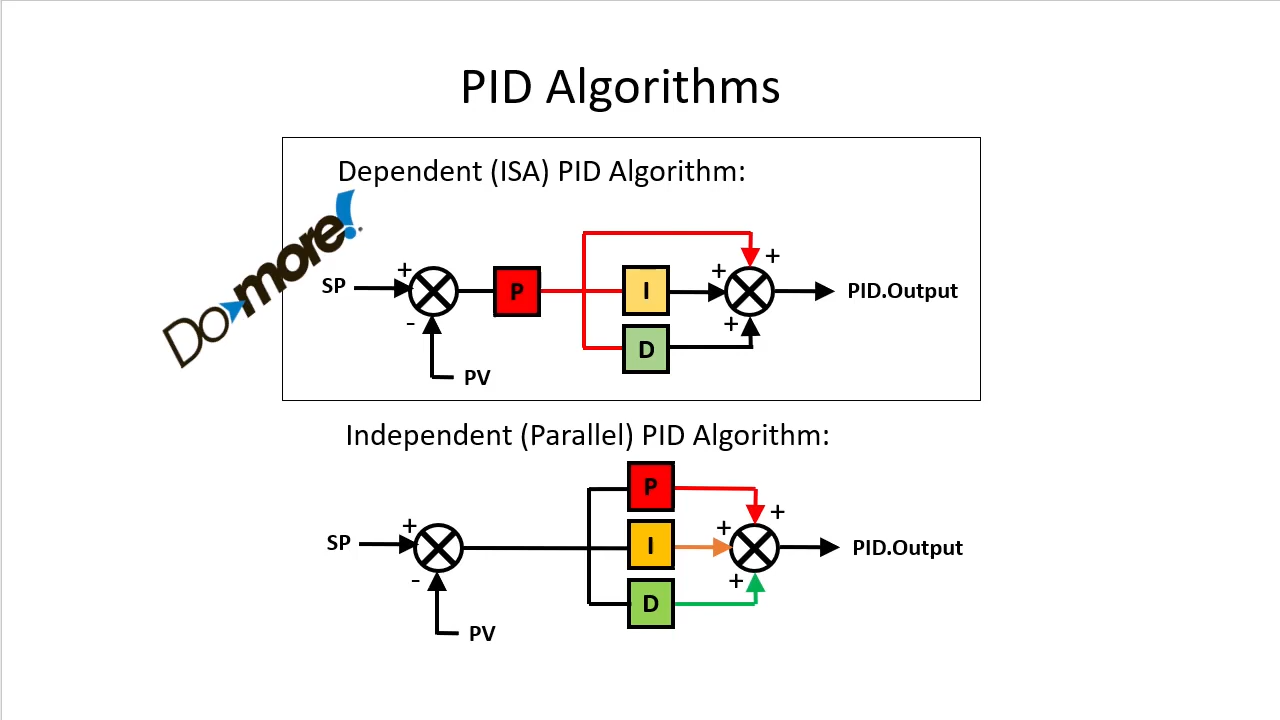 PID Algorithms
Dependent (ISA) PID Algorithm:
Do-more!
SP
+
-
PV
P
I
D
+
+
+
PID.Output
Independent (Parallel) PID Algorithm:
SP
+
-
PV
P
I
D
+
+
+
PID.Output